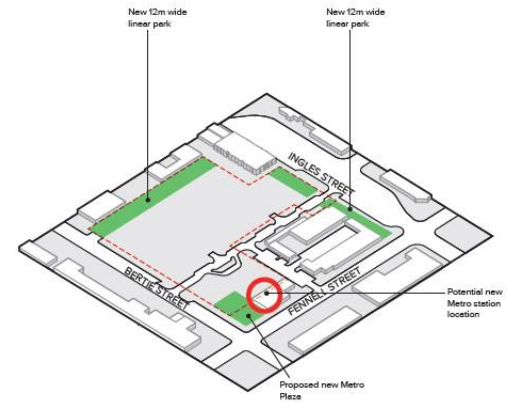 New 12m wide
linear park
New 12m wide
linear park
INGLES STREET
BERTIE STREET
FENNELL STREET
Potential new
Metro station
location
Proposed new Metro
Plaza